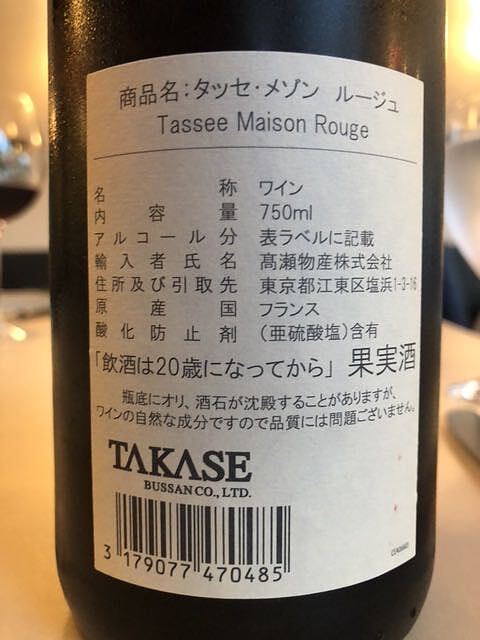 商品名：タッセ・メゾン　ルージュ
Tassee Maison Rouge
名称 ワイン
内容量 750ml
アルコール分 表ラベルに記載
輸入者氏名 髙瀬物産株式会社
住所及び引取先 東京都江東区塩浜1-3-16
原産国 フランス
酸化防止剤 （亜硫酸塩）含有
「飲酒は20歳になってから」 果実酒
瓶底にオリ、酒石が沈殿することがありますが、
ワインの自然な成分ですので品質には問題ございません。
TAKASE
BUSSAN CO., LTD.
3 179077 470485